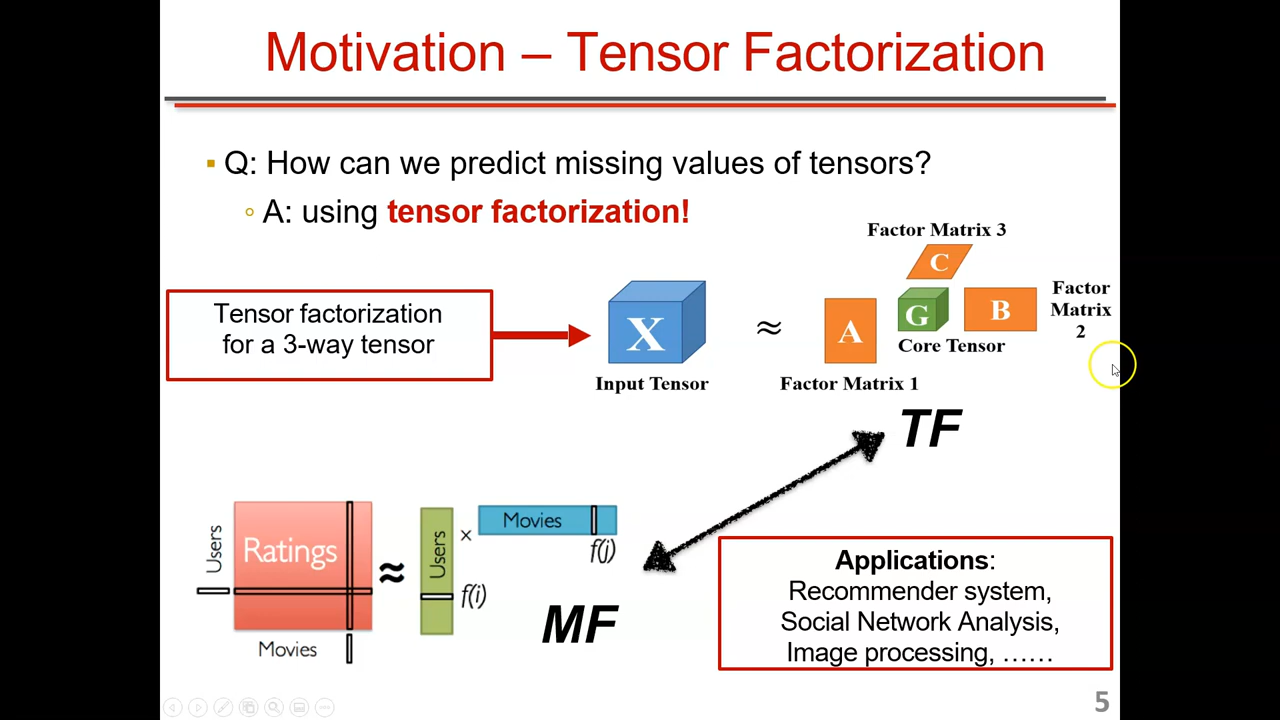 Motivation – Tensor Factorization
▪ Q: How can we predict missing values of tensors?
◦ A: using tensor factorization!
Tensor factorization
for a 3-way tensor
X
Input Tensor
≈
A
Factor Matrix 1
Factor Matrix 3
C
G
Core Tensor
B
Factor
Matrix
2
TF
Users
Ratings
Movies
≈
Users
f(i)
×
Movies
f(j)
MF
Applications:
Recommender system,
Social Network Analysis,
Image processing, ……
5